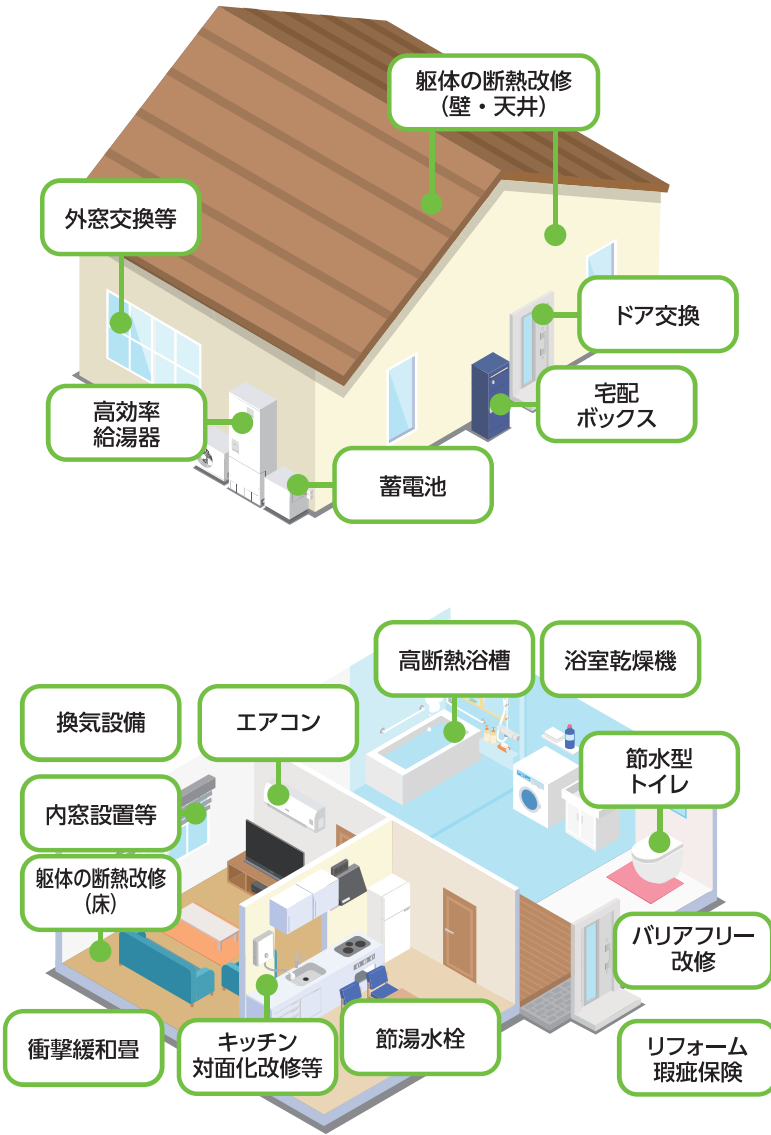 躯体の断熱改修
（壁・天井）
外窓交換等
ドア交換
高効率
給湯器
宅配
ボックス
蓄電池
高断熱浴槽
浴室乾燥機
換気設備
エアコン
節水型
トイレ
内窓設置等
躯体の断熱改修
（床）
バリアフリー
改修
衝撃緩和畳
キッチン
対面化改修等
節湯水栓
リフォーム
瑕疵保険